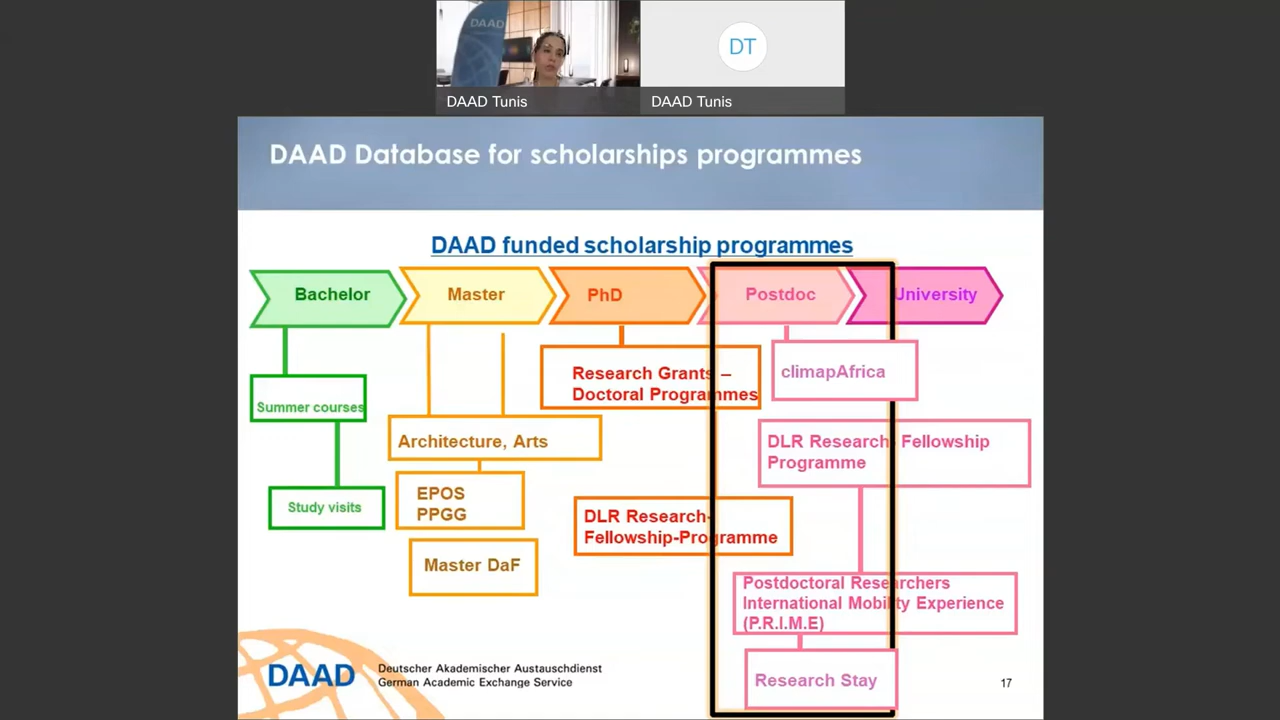 DAAD
DAAD Tunis
DT
DAAD Tunis
DAAD Database for scholarships programmes
DAAD funded scholarship programmes
Bachelor
Master
PhD
Postdoc
University
Summer courses
Study visits
Architecture, Arts
EPOS
PPGG
Master DaF
Research Grants –
Doctoral Programmes
DLR Research-
Fellowship-Programme
climapAfrica
DLR Research- Fellowship
Programme
Postdoctoral Researchers
International Mobility Experience
(P.R.I.M.E)
Research Stay
DAAD
Deutscher Akademischer Austauschdienst
German Academic Exchange Service
17